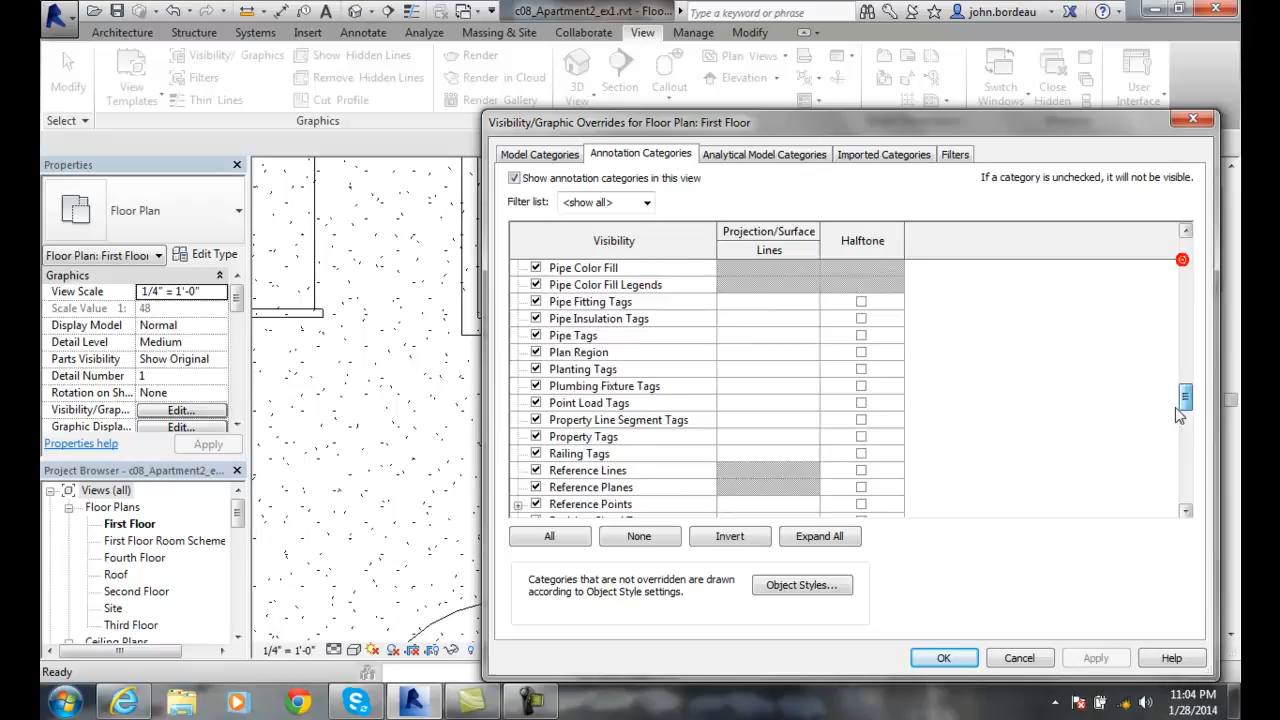 c08_Apartment2_ex1.rvt - Floo...
Type a keyword or phrase
john.bordeau
Architecture Structure Systems Insert Annotate Analyze Massing & Site Collaborate View Manage Modify
Modify
View Templates
Visibility/ Graphics
Filters
Thin Lines
Show Hidden Lines
Remove Hidden Lines
Cut Profile
Render
Render in Cloud
Render Gallery
3D View
Section
Callout
Plan Views
Elevation
Switch Windows
Close Hidden
User Interface
Select
Graphics
Properties
Floor Plan
Floor Plan: First Floor
Edit Type
Graphics
View Scale 1/4" = 1'-0"
Scale Value 1: 48
Display Model Normal
Detail Level Medium
Parts Visibility Show Original
Detail Number 1
Rotation on Sh... None
Visibility/Grap... Edit...
Graphic Displa... Edit...
Properties help
Apply
Project Browser - c08_Apartment2_e...
Views (all)
Floor Plans
First Floor
First Floor Room Scheme
Fourth Floor
Roof
Second Floor
Site
Third Floor
Ceiling Plans
1/4" = 1'-0"
Ready
Visibility/Graphic Overrides for Floor Plan: First Floor
Model Categories Annotation Categories Analytical Model Categories Imported Categories Filters
Show annotation categories in this view
If a category is unchecked, it will not be visible.
Filter list: <show all>
Visibility
Projection/Surface
Lines
Halftone
Pipe Color Fill
Pipe Color Fill Legends
Pipe Fitting Tags
Pipe Insulation Tags
Pipe Tags
Plan Region
Planting Tags
Plumbing Fixture Tags
Point Load Tags
Property Line Segment Tags
Property Tags
Railing Tags
Reference Lines
Reference Planes
Reference Points
All None Invert Expand All
Categories that are not overridden are drawn
according to Object Style settings.
Object Styles...
OK Cancel Apply Help
11:04 PM
1/28/2014